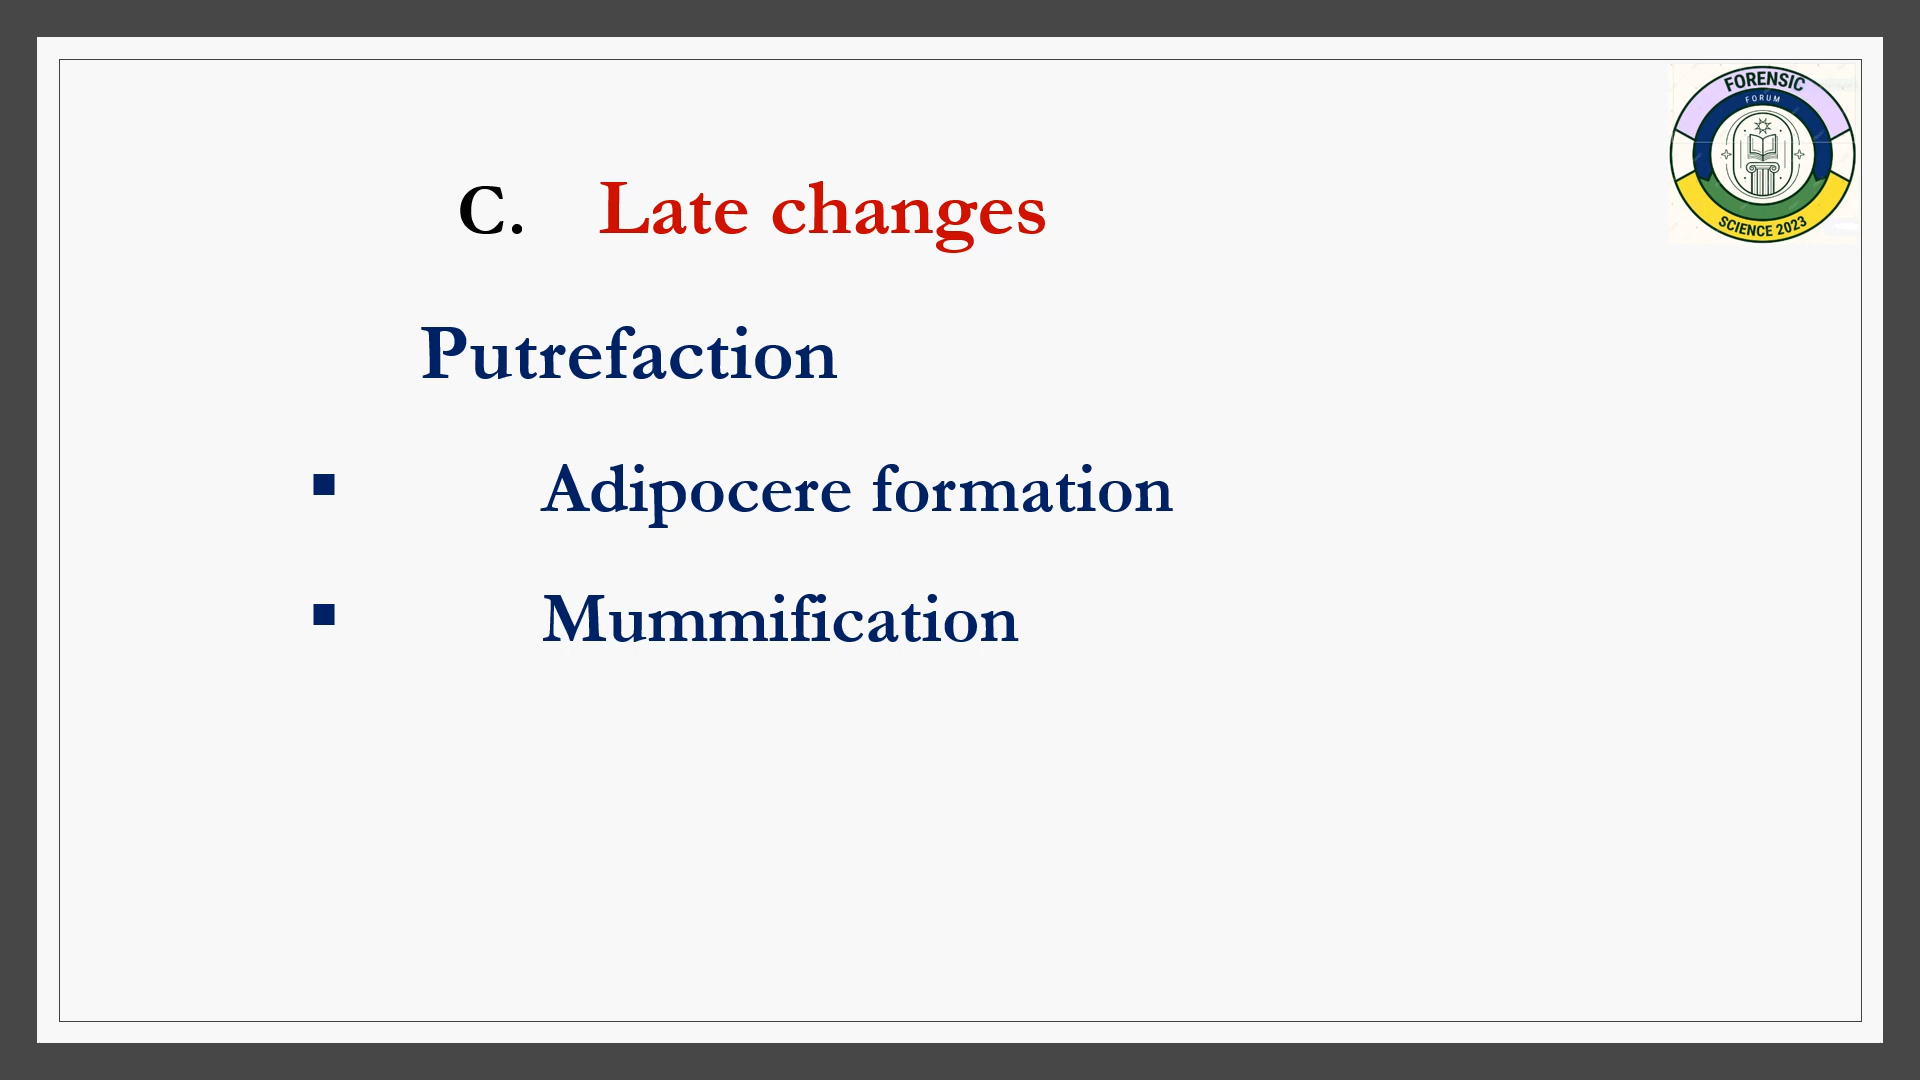 FORENSIC
FORUM
SCIENCE 2023
C. Late changes
Putrefaction
▪ Adipocere formation
▪ Mummification